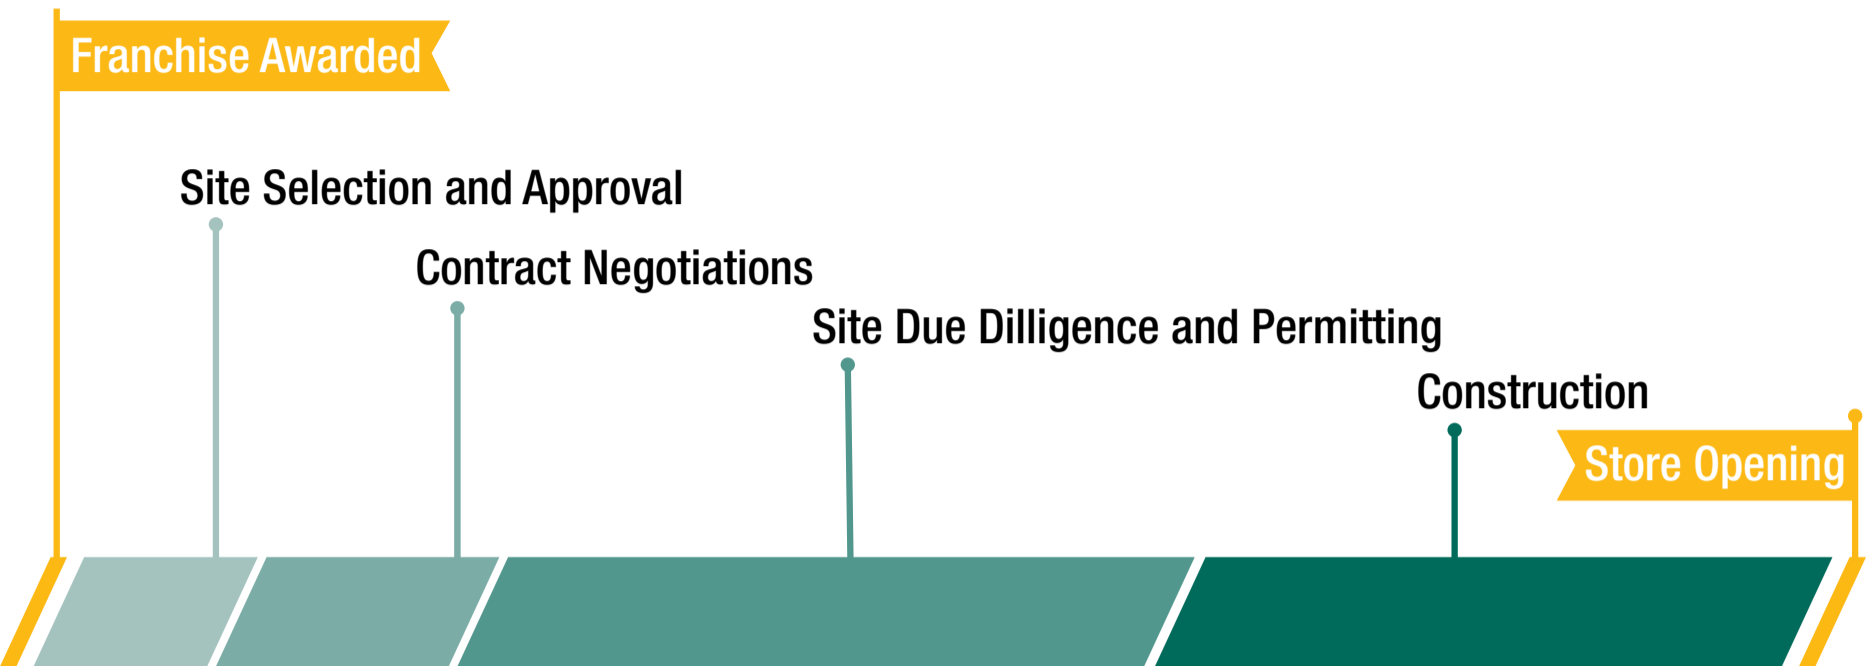 Franchise Awarded
Site Selection and Approval
Contract Negotiations
Site Due Dilligence and Permitting
Construction
Store Opening